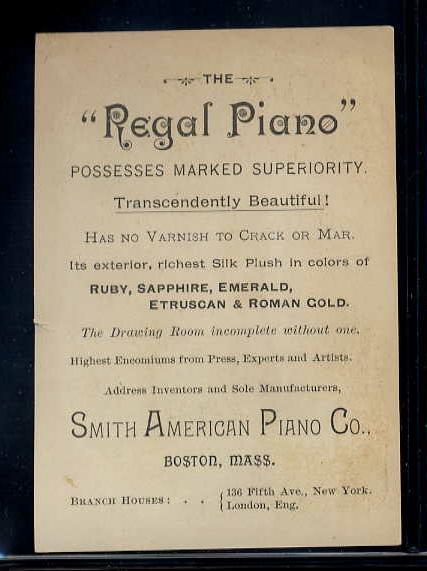 THE
"Regal Piano"
POSSESSES MARKED SUPERIORITY.
Transcendently Beautiful!
HAS NO VARNISH TO CRACK OR MAR.
Its exterior, richest Silk Plush in colors of
RUBY, SAPPHIRE, EMERALD,
ETRUSCAN & ROMAN GOLD.
The Drawing Room incomplete without one.
Highest Encomiums from Press, Experts and Artists.
Address Inventors and Sole Manufacturers,
SMITH AMERICAN PIANO CO.,
BOSTON, MASS.
BRANCH HOUSES: . . { 136 Fifth Ave., New York.
London, Eng.